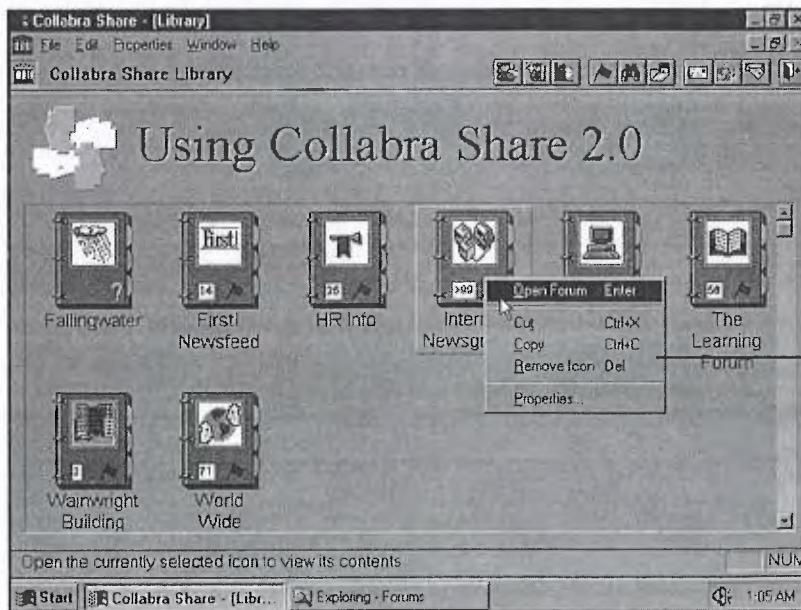 Collabra Share - [Library]
File Edit Properties Window Help
Collabra Share Library
Using Collabra Share 2.0
First!
?
14
35
>99
58
Fallingwater
First!
Newsfeed
HR Info
Intern
Newsgr
The
Learning
Forum
Open Forum Enter
Cut Ctrl+X
Copy Ctrl+C
Remove Icon Del
Properties...
3
71
Wainwright
Building
World
Wide
Open the currently selected icon to view its contents
NUM
Start
Collabra Share - [Libr...
Exploring - Forums
1:05 AM